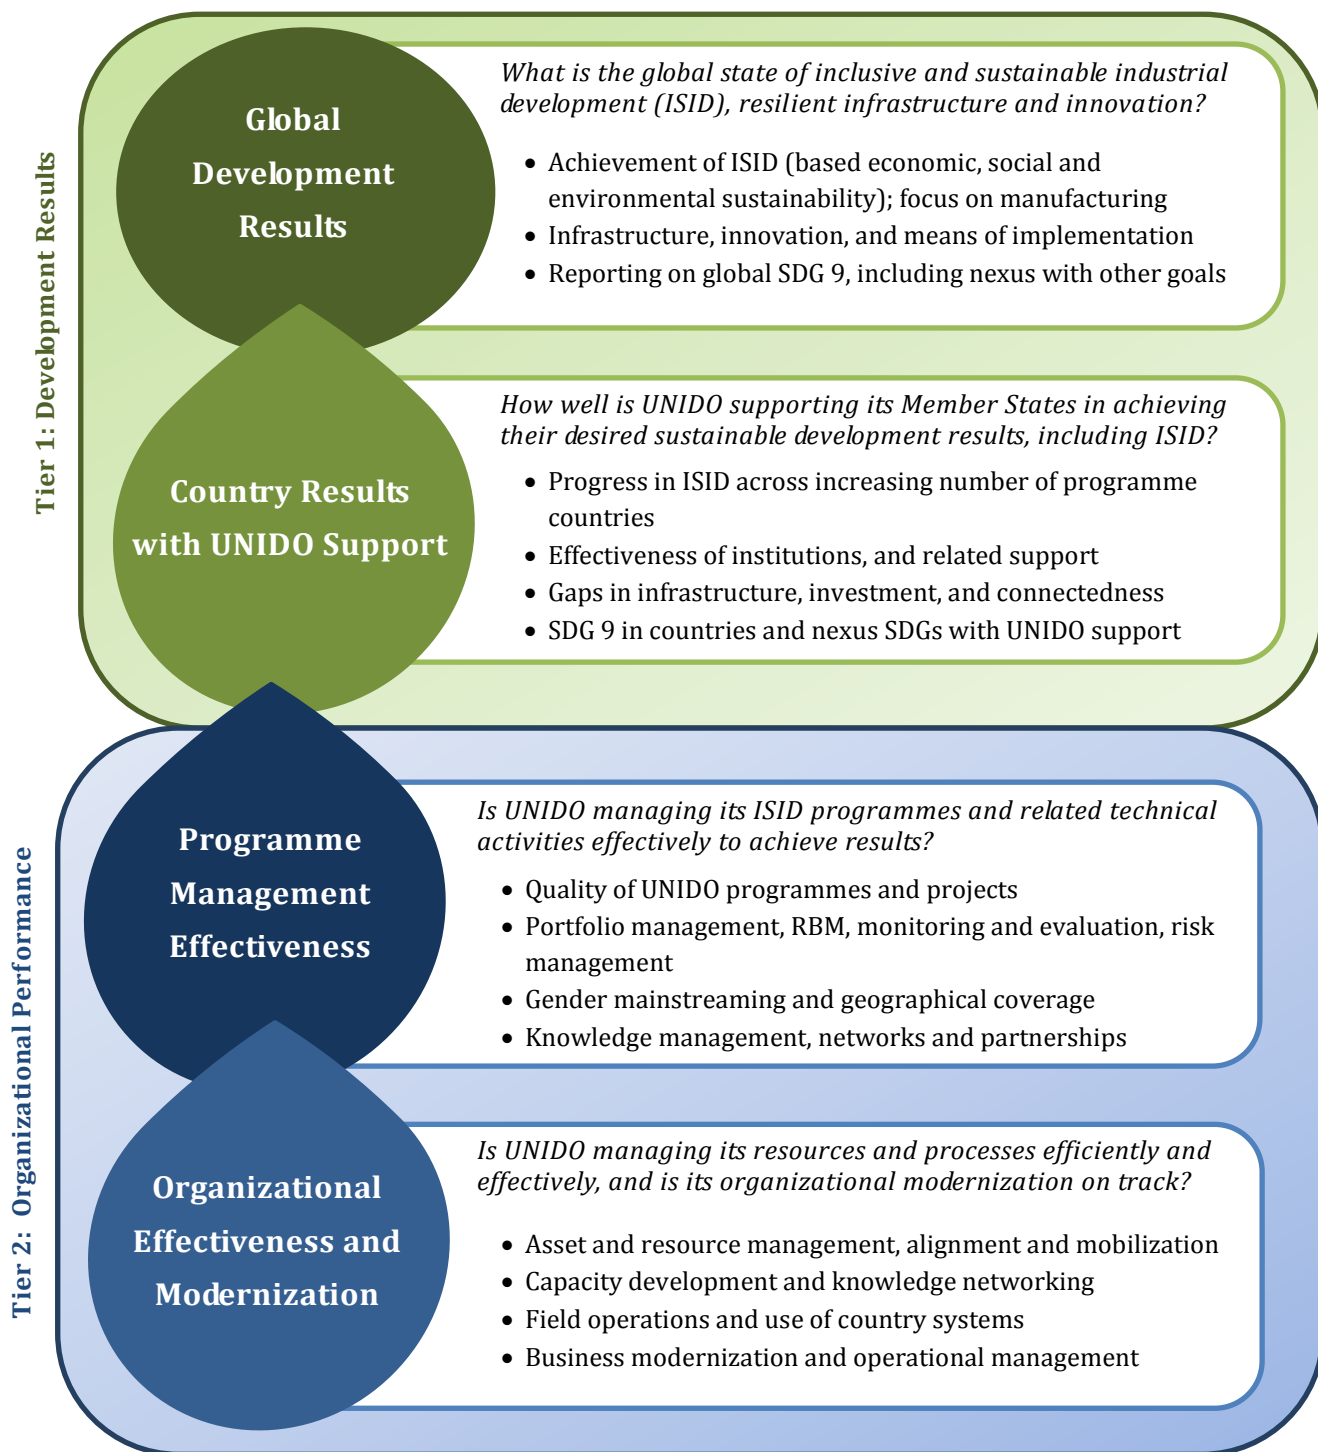 Tier 1: Development Results
Global
Development
Results
What is the global state of inclusive and sustainable industrial
development (ISID), resilient infrastructure and innovation?
• Achievement of ISID (based economic, social and
environmental sustainability); focus on manufacturing
• Infrastructure, innovation, and means of implementation
• Reporting on global SDG 9, including nexus with other goals
Country Results
with UNIDO Support
How well is UNIDO supporting its Member States in achieving
their desired sustainable development results, including ISID?
• Progress in ISID across increasing number of programme
countries
• Effectiveness of institutions, and related support
• Gaps in infrastructure, investment, and connectedness
• SDG 9 in countries and nexus SDGs with UNIDO support
Tier 2: Organizational Performance
Programme
Management
Effectiveness
Is UNIDO managing its ISID programmes and related technical
activities effectively to achieve results?
• Quality of UNIDO programmes and projects
• Portfolio management, RBM, monitoring and evaluation, risk
management
• Gender mainstreaming and geographical coverage
• Knowledge management, networks and partnerships
Organizational
Effectiveness and
Modernization
Is UNIDO managing its resources and processes efficiently and
effectively, and is its organizational modernization on track?
• Asset and resource management, alignment and mobilization
• Capacity development and knowledge networking
• Field operations and use of country systems
• Business modernization and operational management